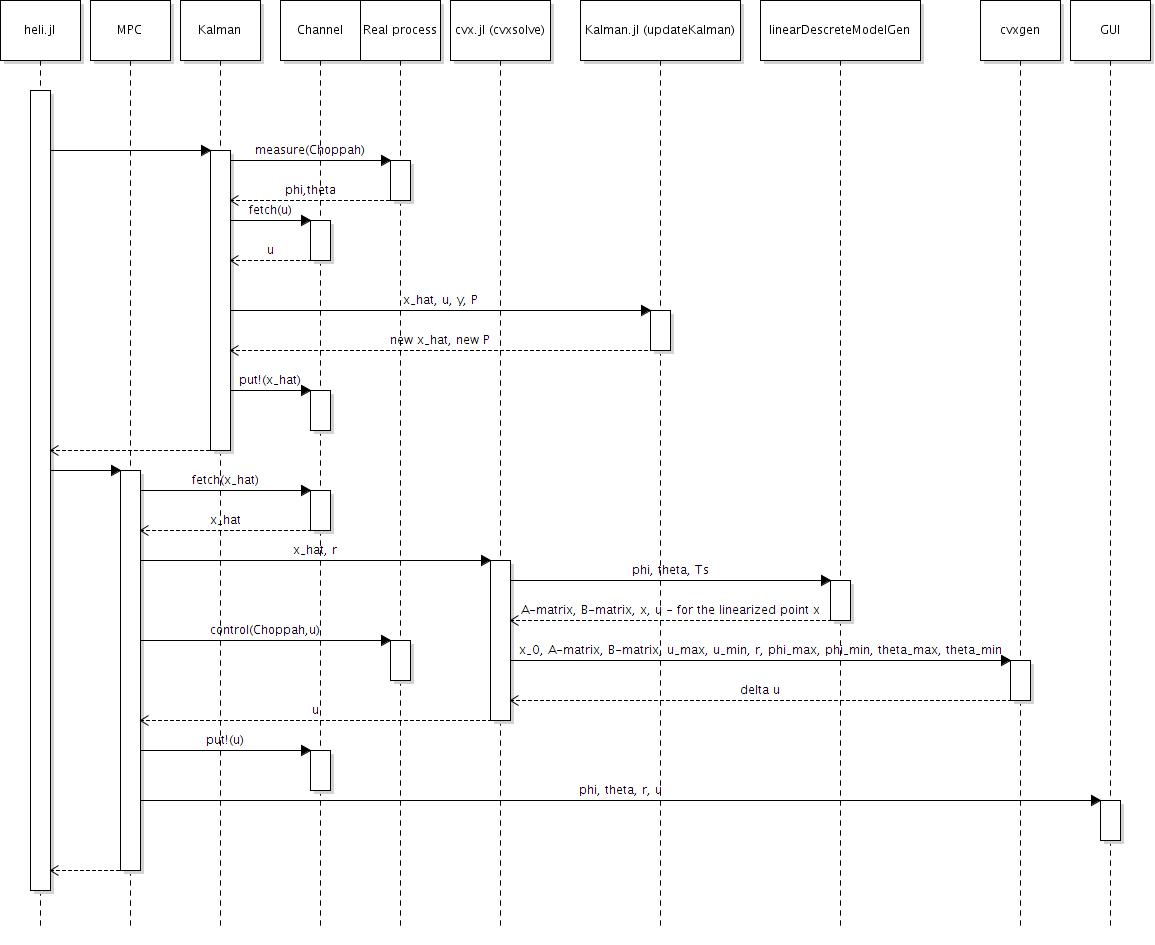 heli.jl
MPC
Kalman
Channel
Real process
cvx.jl (cvxsolve)
Kalman.jl (updateKalman)
linearDescreteModelGen
cvxgen
GUI
measure(Choppah)
phi,theta
fetch(u)
u
x_hat, u, y, P
new x_hat, new P
put!(x_hat)
fetch(x_hat)
x_hat
x_hat, r
phi, theta, Ts
A-matrix, B-matrix, x, u - for the linearized point x
control(Choppah,u)
x_0, A-matrix, B-matrix, u_max, u_min, r, phi_max, phi_min, theta_max, theta_min
delta u
u
put!(u)
phi, theta, r, u